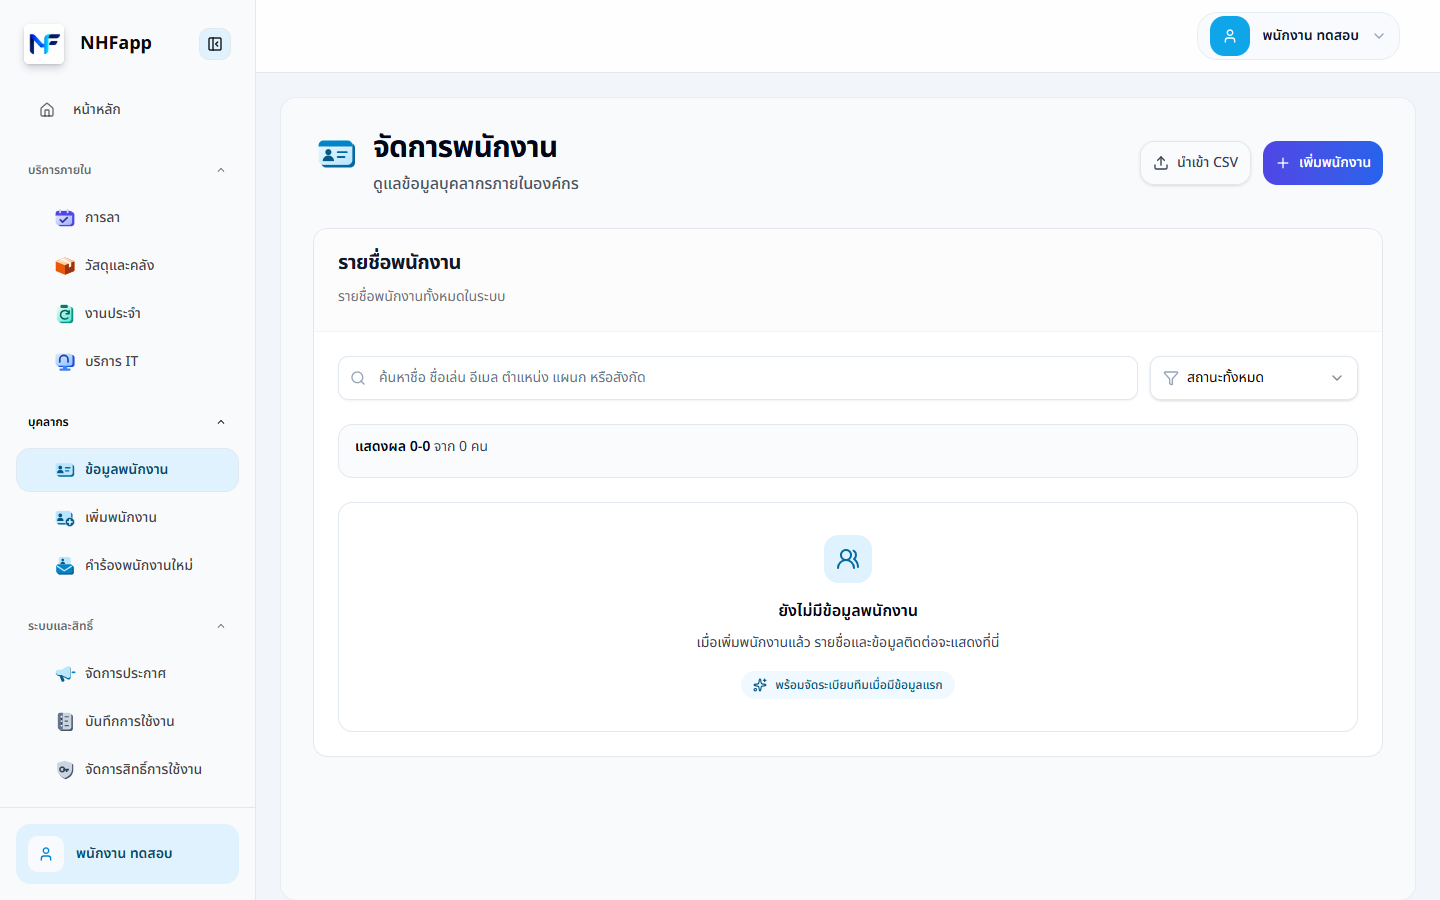 NHFapp
พนักงาน ทดสอบ
หน้าหลัก
บริการภายใน
การลา
วัสดุและคลัง
งานประจำ
บริการ IT
บุคลากร
ข้อมูลพนักงาน
เพิ่มพนักงาน
คำร้องพนักงานใหม่
ระบบและสิทธิ์
จัดการประกาศ
บันทึกการใช้งาน
จัดการสิทธิ์การใช้งาน
พนักงาน ทดสอบ
จัดการพนักงาน
ดูแลข้อมูลบุคลากรภายในองค์กร
นำเข้า CSV
เพิ่มพนักงาน
รายชื่อพนักงาน
รายชื่อพนักงานทั้งหมดในระบบ
ค้นหาชื่อ ชื่อเล่น อีเมล ตำแหน่ง แผนก หรือสังกัด
สถานะทั้งหมด
แสดงผล 0-0 จาก 0 คน
ยังไม่มีข้อมูลพนักงาน
เมื่อเพิ่มพนักงานแล้ว รายชื่อและข้อมูลติดต่อจะแสดงที่นี่
พร้อมจัดระเบียบทีมเมื่อมีข้อมูลแรก